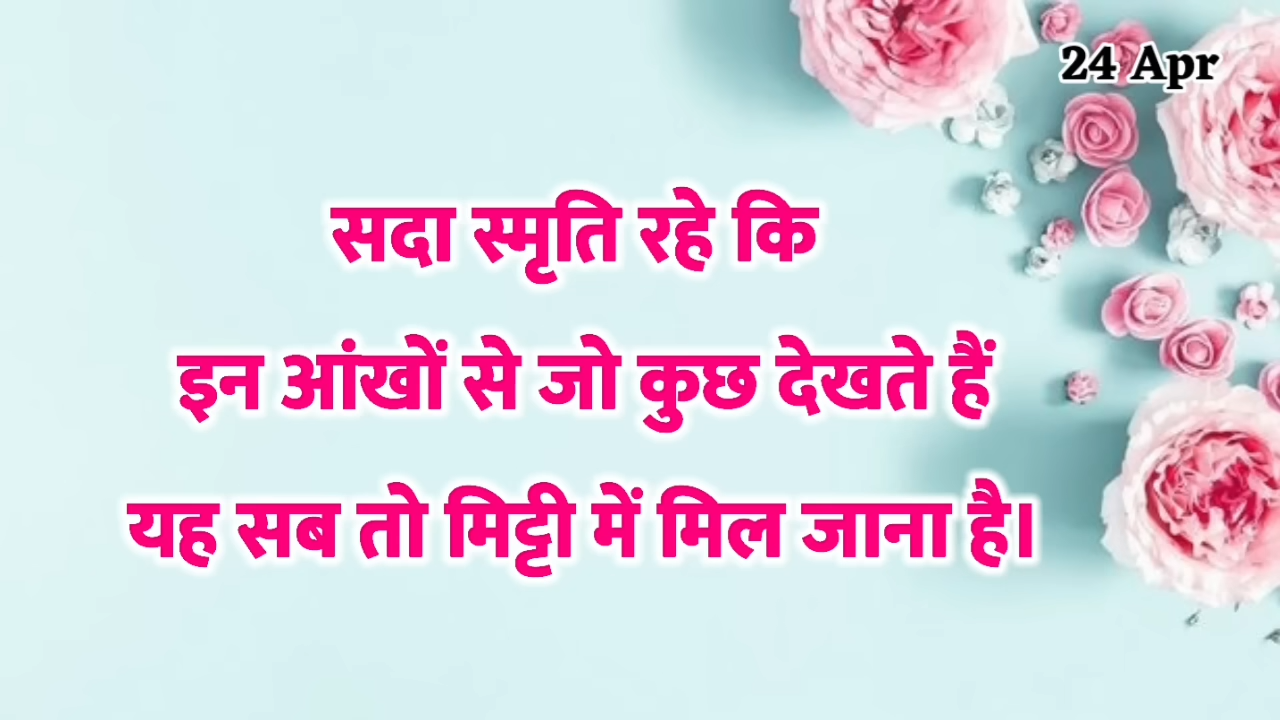 24 Apr
सदा स्मृति रहे कि
इन आंखों से जो कुछ देखते हैं
यह सब तो मिट्टी में मिल जाना है।